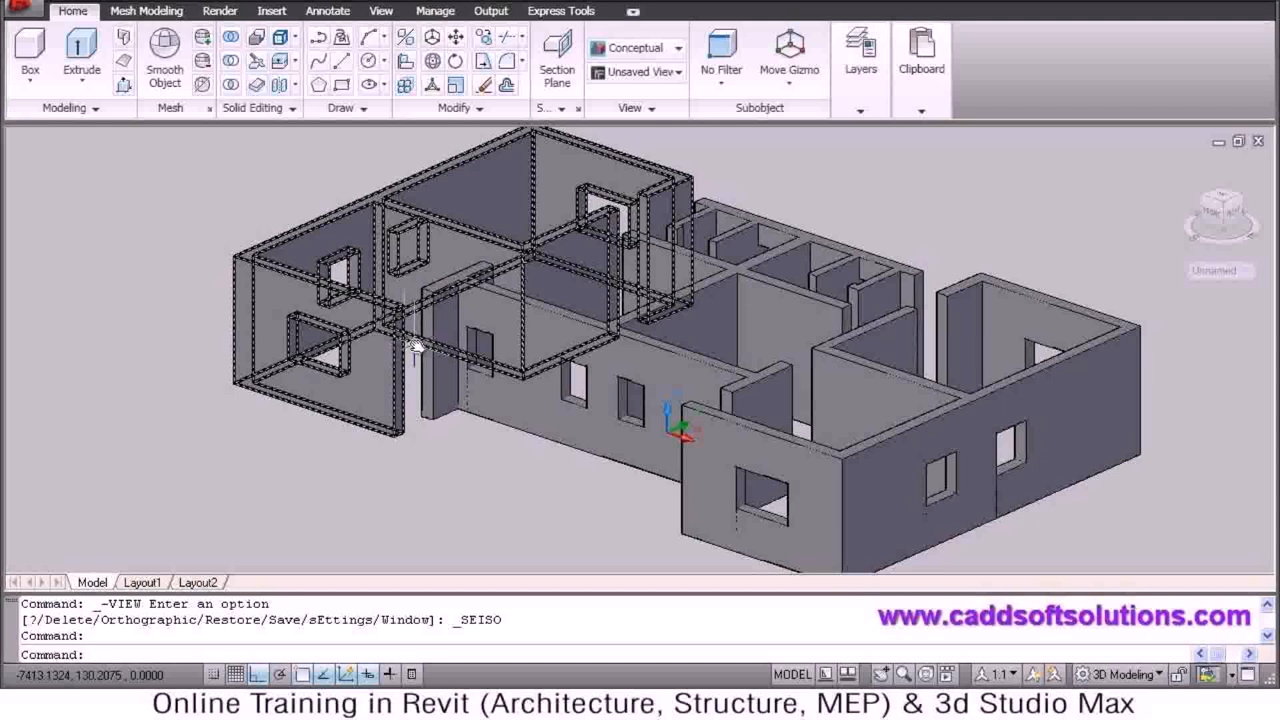 Home Mesh Modeling Render Insert Annotate View Manage Output Express Tools
Box Extrude Smooth Object Section Plane Conceptual Unsaved View No Filter Move Gizmo Layers Clipboard
Modeling Mesh Solid Editing Draw Modify S... View Subobject
Unnamed
Model Layout1 Layout2
Command: _-VIEW Enter an option
[?/Delete/Orthographic/Restore/Save/sEttings/Window]: _SEISO
Command:
Command:
www.caddsoftsolutions.com
-7413.1324, 130.2075, 0.0000 MODEL 1:1 3D Modeling
Online Training in Revit (Architecture, Structure, MEP) & 3d Studio Max